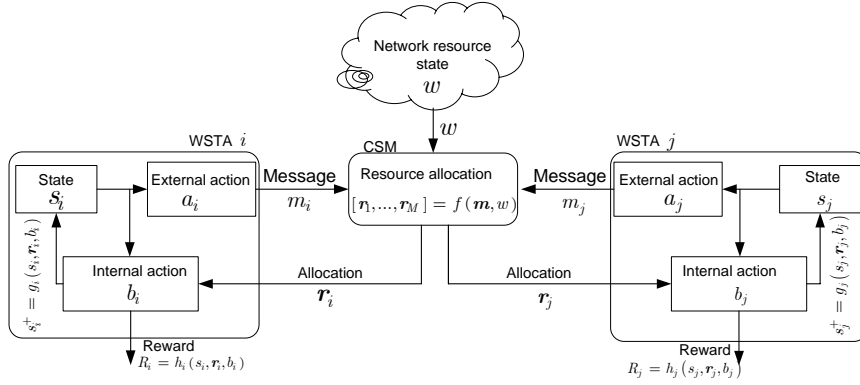 Network resource
state
w
w
WSTA i
CSM
WSTA j
State
s_i
External action
a_i
Message
m_i
Resource allocation
[r_1,...,r_M] = f(m,w)
Message
m_j
External action
a_j
State
s_j
s_i^+ = g_i(s_i,r_i,b_i)
Internal action
b_i
Allocation
r_i
Allocation
r_j
Internal action
b_j
s_j^+ = g_j(s_j,r_j,b_j)
Reward
R_i = h_i(s_i,r_i,b_i)
Reward
R_j = h_j(s_j,r_j,b_j)